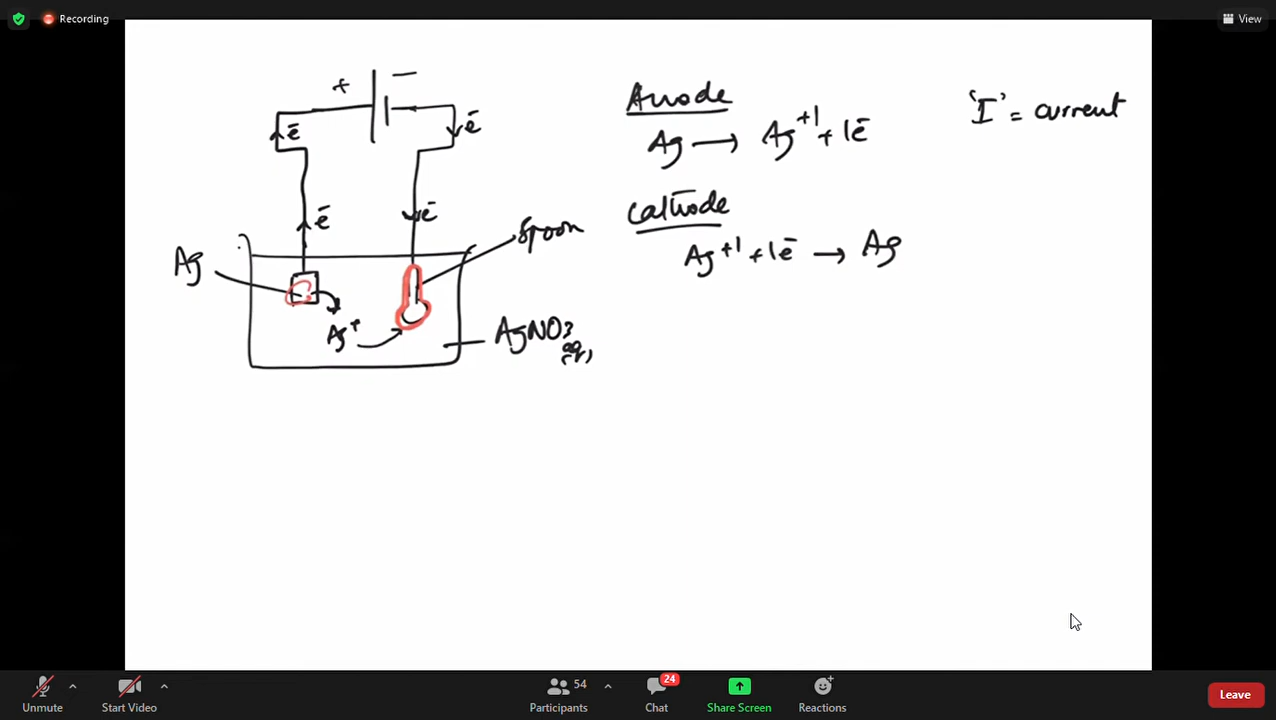 Recording
View
+ −
ē ē
ē ē
Ag
Spoon
Ag+
AgNO3
(aq)
Anode
Ag → Ag+1 + 1ē
Cathode
Ag+1 + 1ē → Ag
'I' = current
Unmute
Start Video
54
Participants
24
Chat
Share Screen
Reactions
Leave